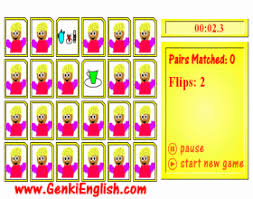 00:02.3
Pairs Matched: 0
Flips: 2
pause
start new game
www.GenkiEnglish.com